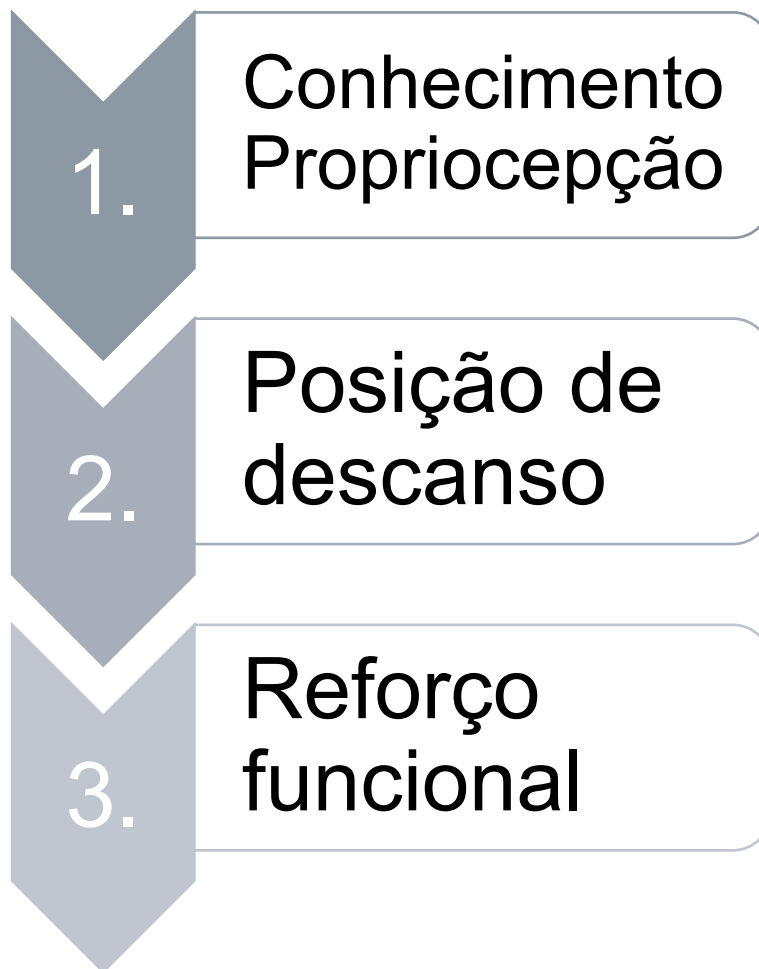 1.
Conhecimento
Propriocepção
2.
Posição de
descanso
3.
Reforço
funcional